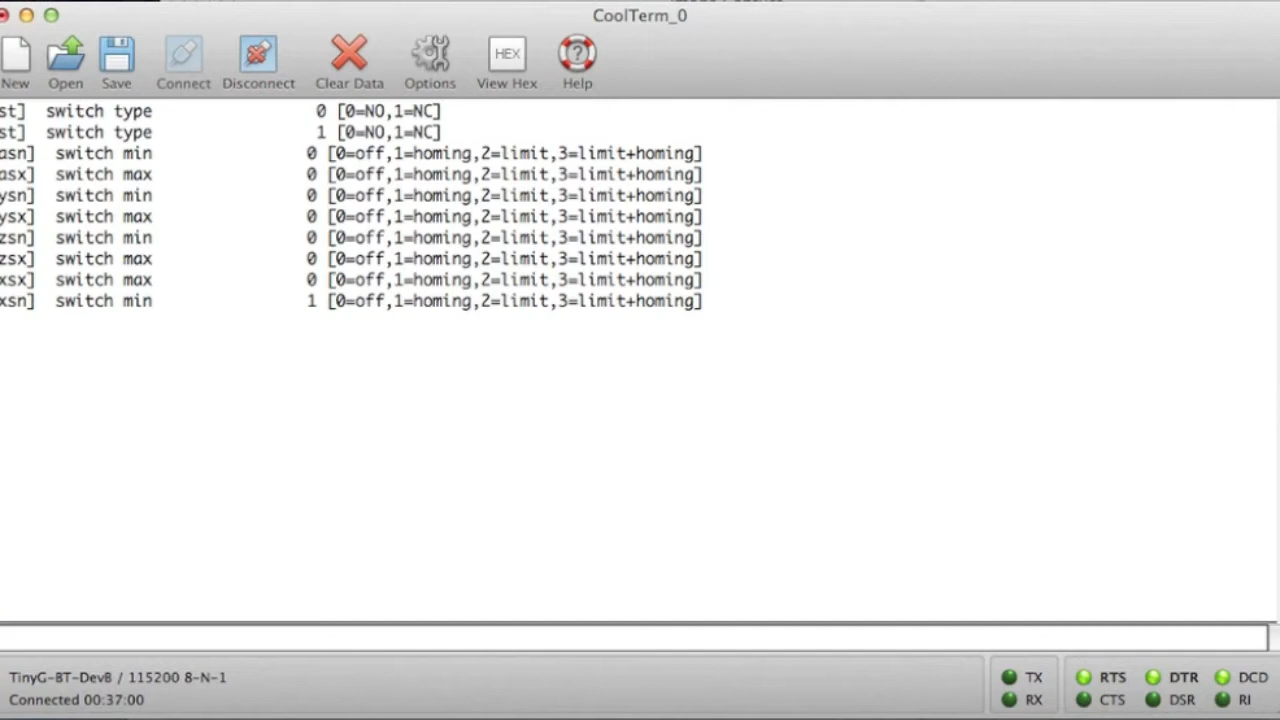 CoolTerm_0
New Open Save Connect Disconnect Clear Data Options HEX View Hex ? Help
st] switch type 0 [0=NO,1=NC]
st] switch type 1 [0=NO,1=NC]
asn] switch min 0 [0=off,1=homing,2=limit,3=limit+homing]
asx] switch max 0 [0=off,1=homing,2=limit,3=limit+homing]
ysn] switch min 0 [0=off,1=homing,2=limit,3=limit+homing]
ysx] switch max 0 [0=off,1=homing,2=limit,3=limit+homing]
zsn] switch min 0 [0=off,1=homing,2=limit,3=limit+homing]
zsx] switch max 0 [0=off,1=homing,2=limit,3=limit+homing]
xsx] switch max 0 [0=off,1=homing,2=limit,3=limit+homing]
xsn] switch min 1 [0=off,1=homing,2=limit,3=limit+homing]
TinyG-BT-Dev8 / 115200 8-N-1 TX RTS DTR DCD
Connected 00:37:00 RX CTS DSR RI